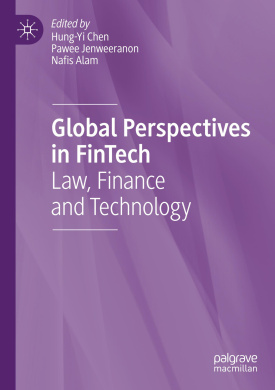 Edited by
Hung-Yi Chen
Pawee Jenweeranon
Nafis Alam
Global Perspectives
in FinTech
Law, Finance
and Technology
palgrave
macmillan